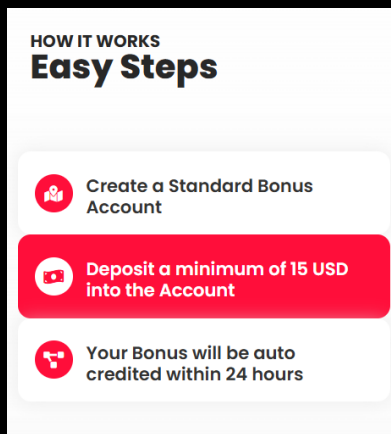 HOW IT WORKS
Easy Steps
Create a Standard Bonus
Account
Deposit a minimum of 15 USD
into the Account
Your Bonus will be auto
credited within 24 hours